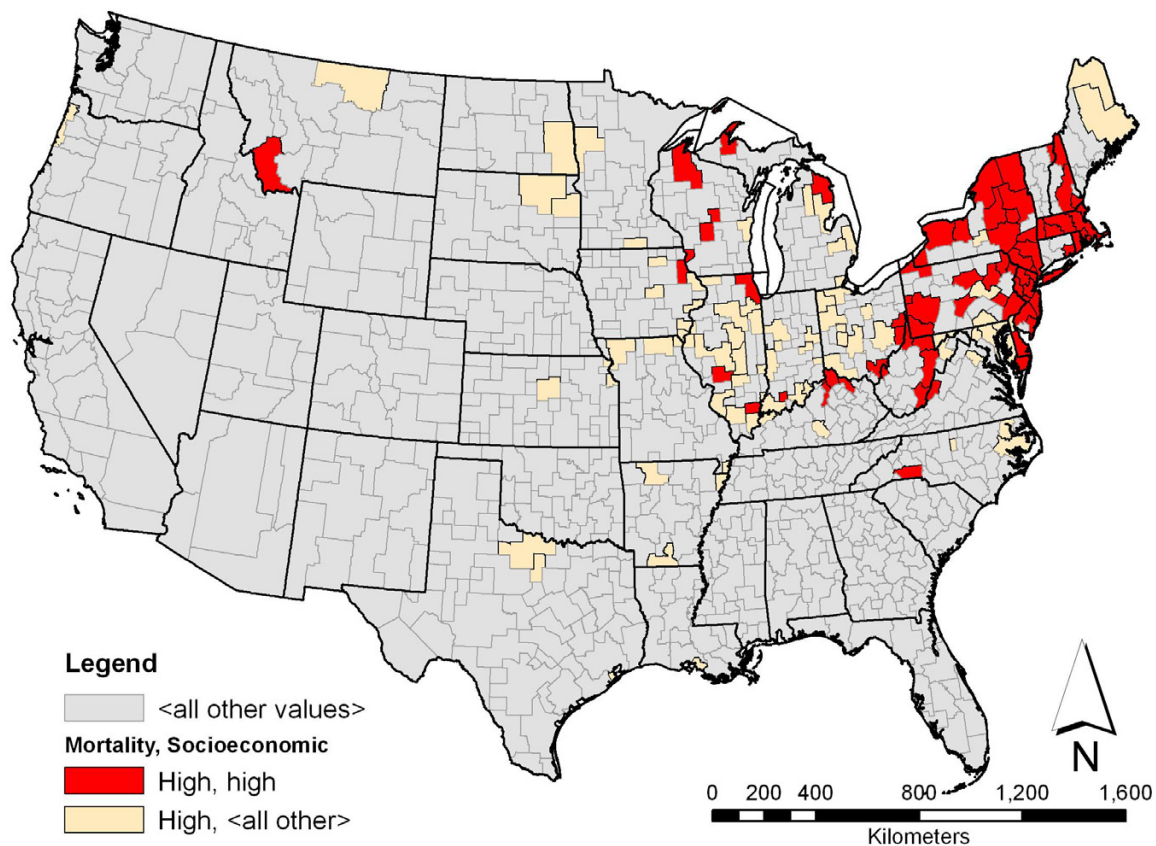 Legend
<all other values>
Mortality, Socioeconomic
High, high
High, <all other>
N
0 200 400 800 1,200 1,600
Kilometers